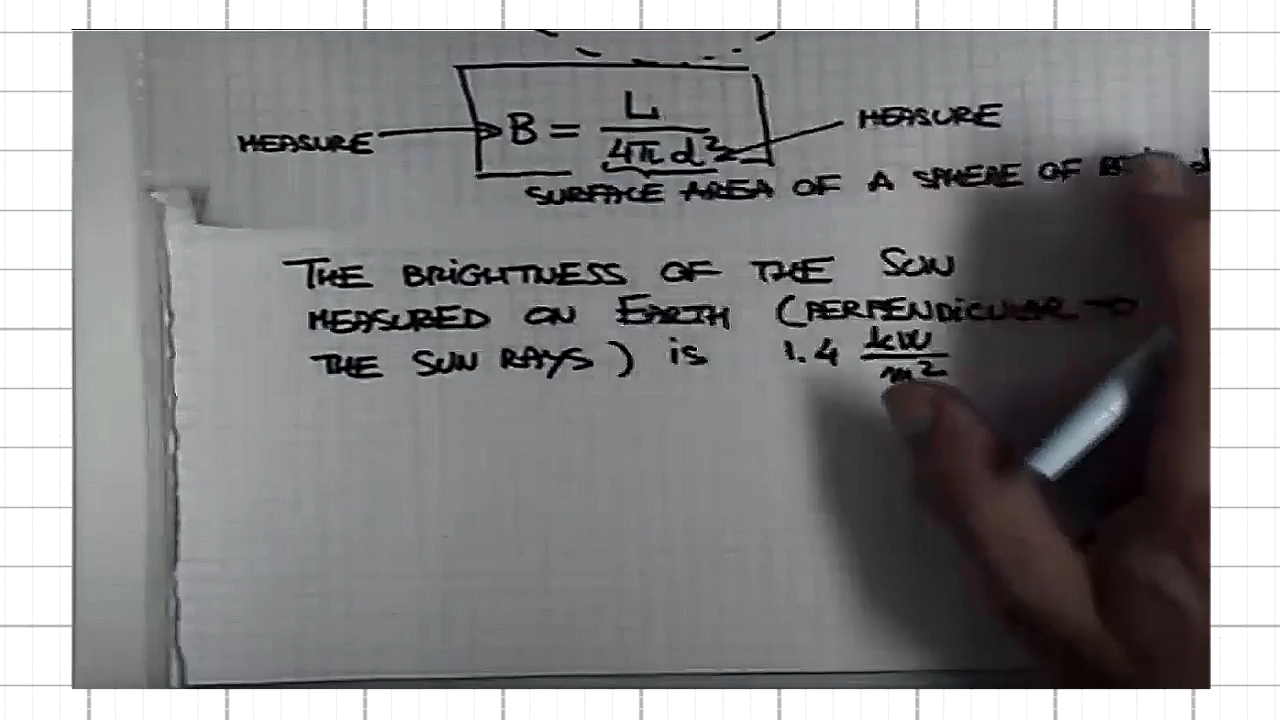 B = L / 4πd²
MEASURE
MEASURE
SURFACE AREA OF A SPHERE OF
THE BRIGHTNESS OF THE SUN
MEASURED ON EARTH (PERPENDICULAR TO
THE SUN RAYS) is 1.4 kW/m²